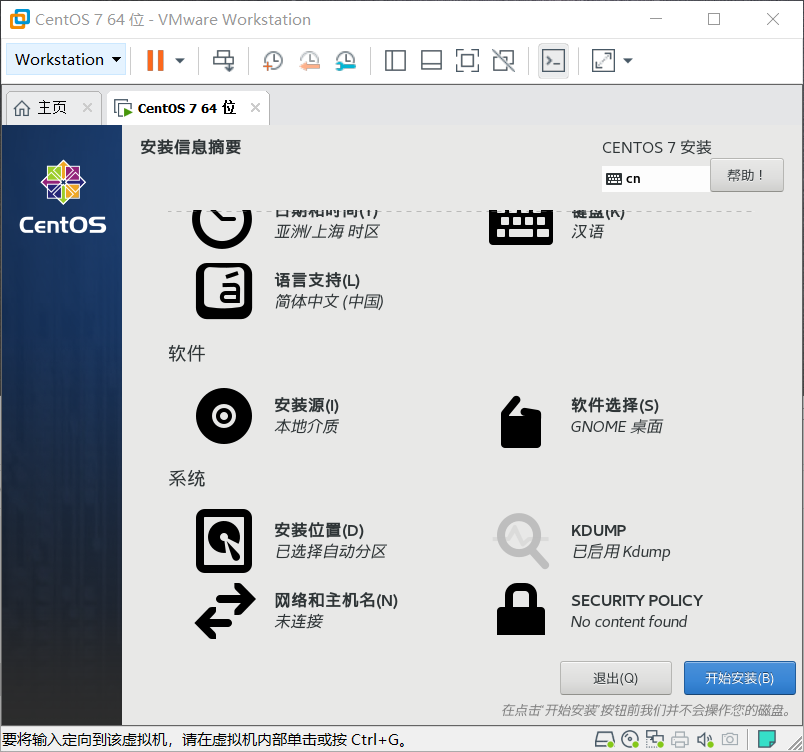 CentOS 7 64 位 - VMware Workstation
Workstation
主页
CentOS 7 64 位
CentOS
安装信息摘要
CENTOS 7 安装
cn
帮助！
日期和时间(T)
亚洲/上海 时区
键盘(K)
汉语
á
语言支持(L)
简体中文 (中国)
软件
安装源(I)
本地介质
软件选择(S)
GNOME 桌面
系统
安装位置(D)
已选择自动分区
KDUMP
已启用 Kdump
网络和主机名(N)
未连接
SECURITY POLICY
No content found
退出(Q)
开始安装(B)
在点击'开始安装'按钮前我们并不会操作您的磁盘。
要将输入定向到该虚拟机，请在虚拟机内部单击或按 Ctrl+G。